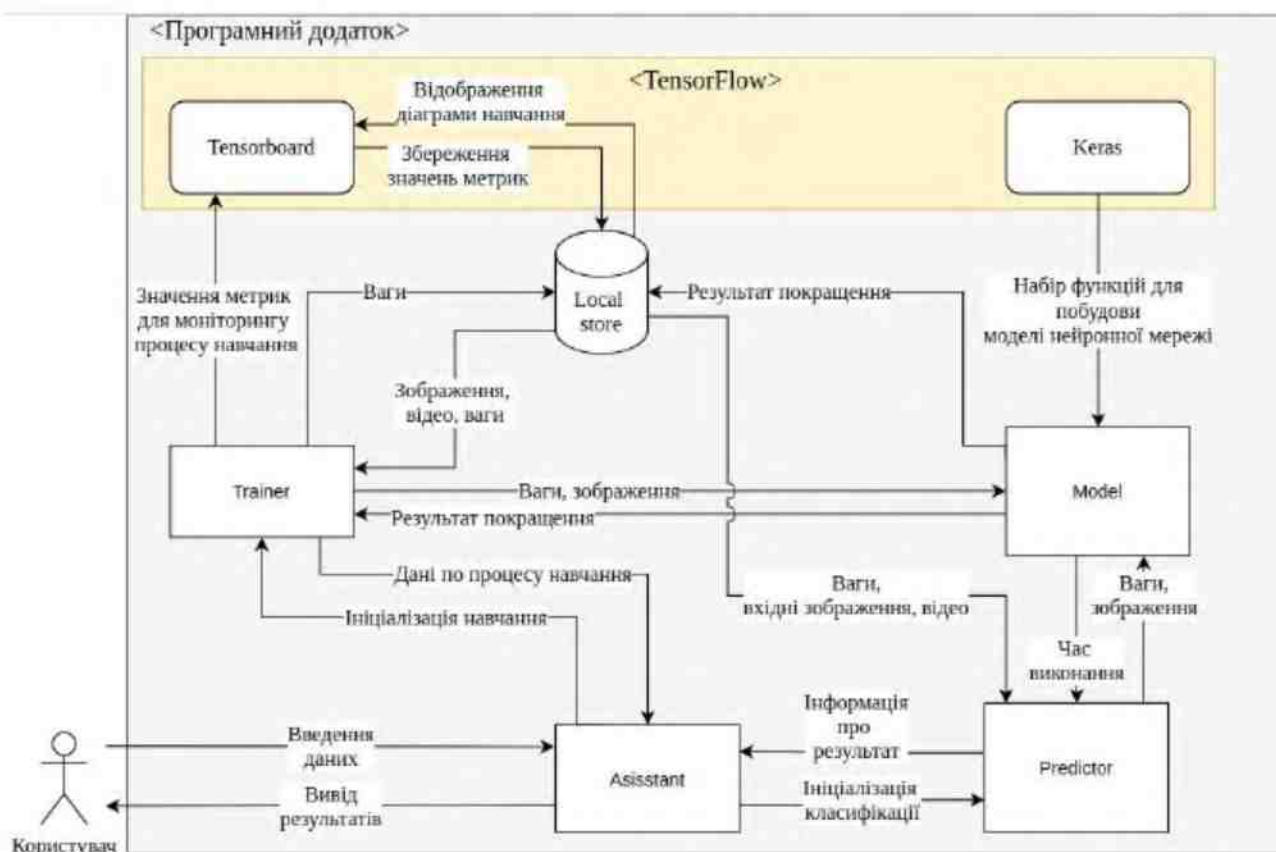 <Програмний додаток>
<TensorFlow>
Відображення
діаграми навчання
Tensorboard
Збереження
значень метрик
Keras
Значення метрик
для моніторингу
процесу навчання
Ваги
Local
store
Результат покращення
Набір функцій для
побудови
моделі нейронної мережі
Зображення,
відео, ваги
Trainer
Ваги, зображення
Результат покращення
Model
Дані по процесу навчання
Ініціалізація навчання
Ваги,
вхідні зображення, відео
Ваги,
зображення
Час
виконання
Введення
даних
Вивід
результатів
Asisstant
Інформація
про
результат
Ініціалізація
класифікації
Predictor
Користувач